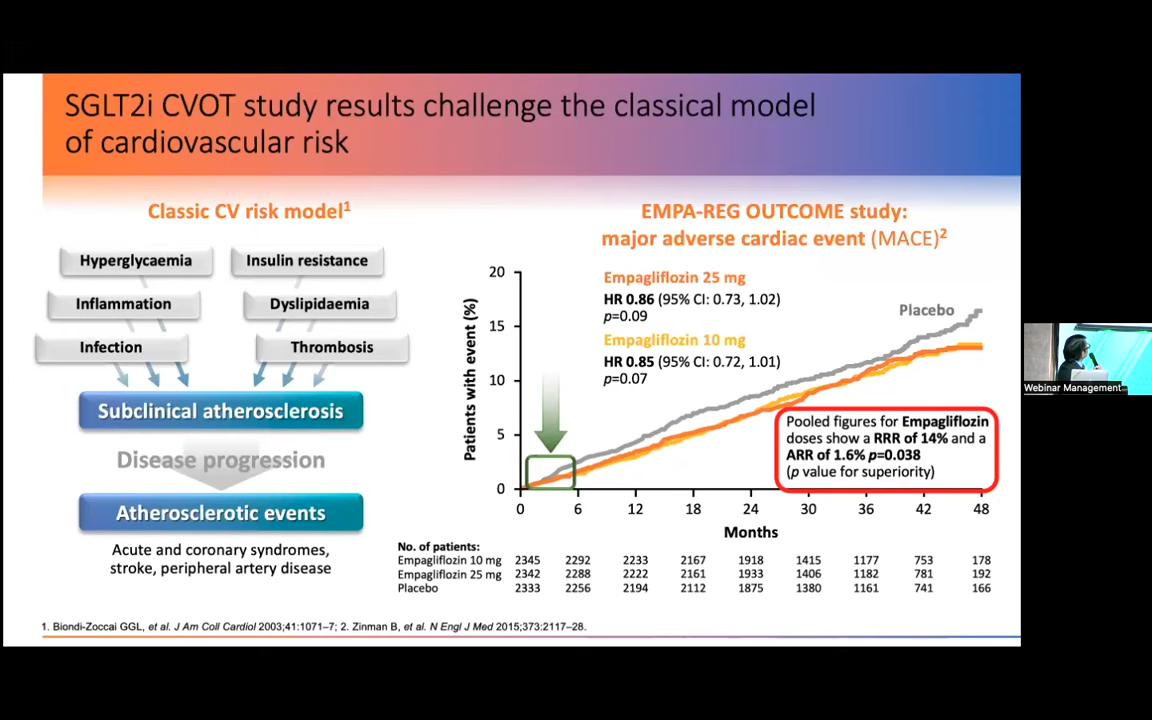 SGLT2i CVOT study results challenge the classical model
of cardiovascular risk
Classic CV risk model1
Hyperglycaemia
Insulin resistance
Inflammation
Dyslipidaemia
Infection
Thrombosis
Subclinical atherosclerosis
Disease progression
Atherosclerotic events
Acute and coronary syndromes,
stroke, peripheral artery disease
EMPA-REG OUTCOME study:
major adverse cardiac event (MACE)2
Patients with event (%)
20
15
10
5
0
Empagliflozin 25 mg
HR 0.86 (95% CI: 0.73, 1.02)
p=0.09
Empagliflozin 10 mg
HR 0.85 (95% CI: 0.72, 1.01)
p=0.07
Placebo
Pooled figures for Empagliflozin
doses show a RRR of 14% and a
ARR of 1.6% p=0.038
(p value for superiority)
0 6 12 18 24 30 36 42 48
Months
No. of patients:
Empagliflozin 10 mg 2345 2292 2233 2167 1918 1415 1177 753 178
Empagliflozin 25 mg 2342 2288 2222 2161 1933 1406 1182 781 192
Placebo 2333 2256 2194 2112 1875 1380 1161 741 166
1. Biondi-Zoccai GGL, et al. J Am Coll Cardiol 2003;41:1071–7; 2. Zinman B, et al. N Engl J Med 2015;373:2117–28.
Webinar Management